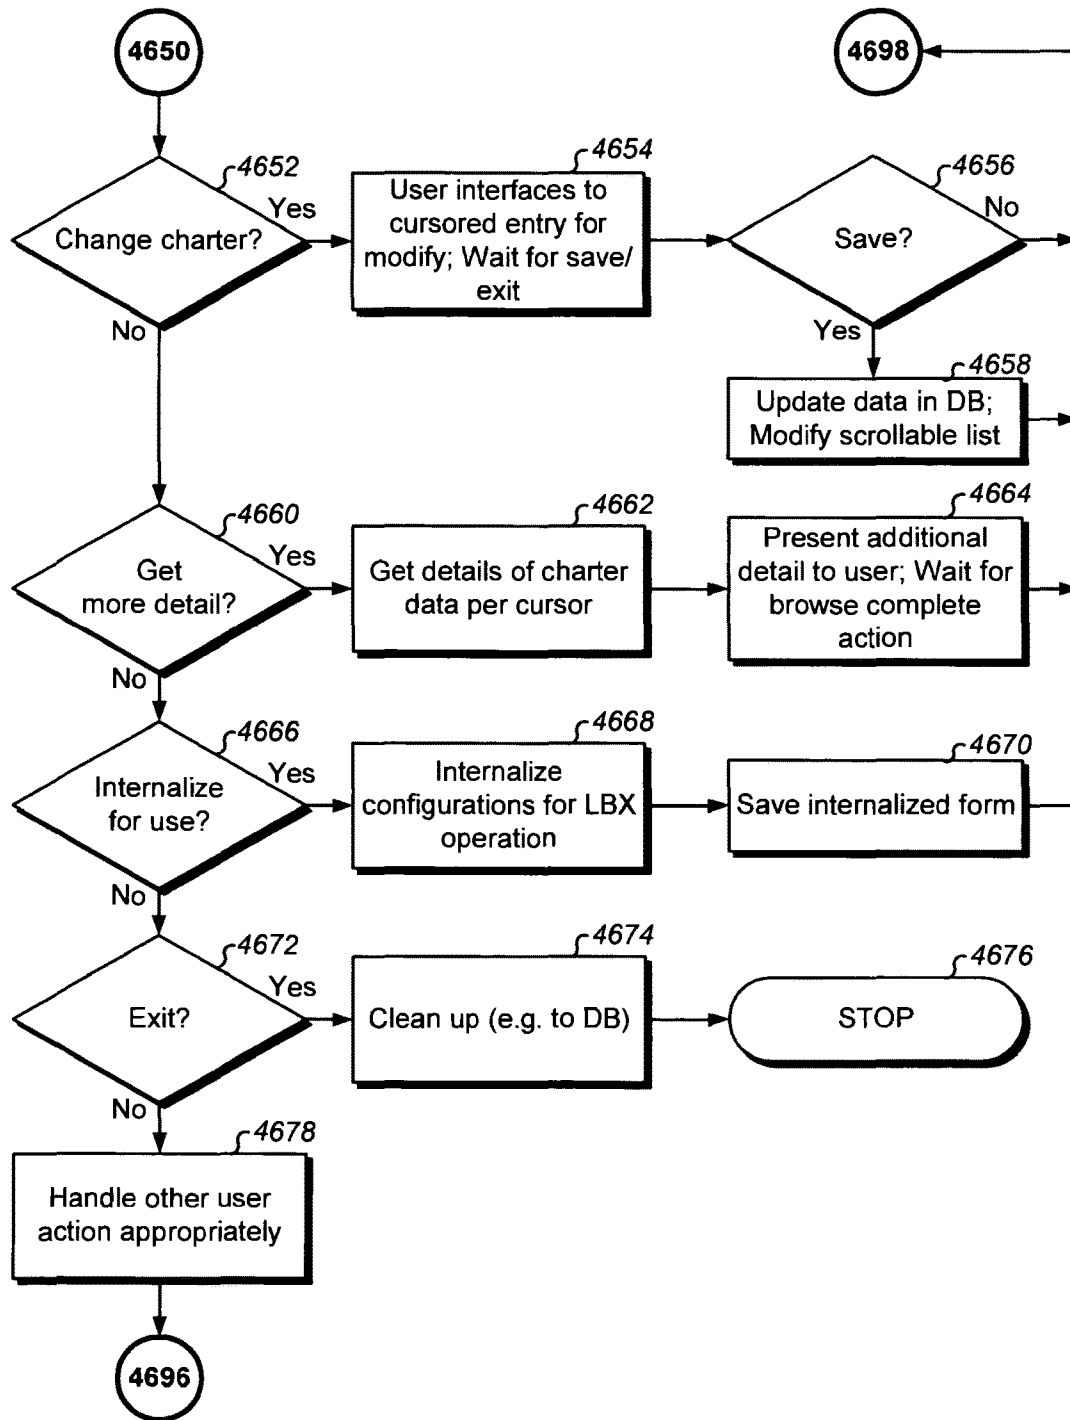 4650
4698
4652
Change charter?
Yes
No
4654
User interfaces to
cursored entry for
modify; Wait for save/
exit
4656
Save?
No
Yes
4658
Update data in DB;
Modify scrollable list
4660
Get
more detail?
Yes
No
4662
Get details of charter
data per cursor
4664
Present additional
detail to user; Wait for
browse complete
action
4666
Internalize
for use?
Yes
No
4668
Internalize
configurations for LBX
operation
4670
Save internalized form
4672
Exit?
Yes
No
4674
Clean up (e.g. to DB)
4676
STOP
4678
Handle other user
action appropriately
4696